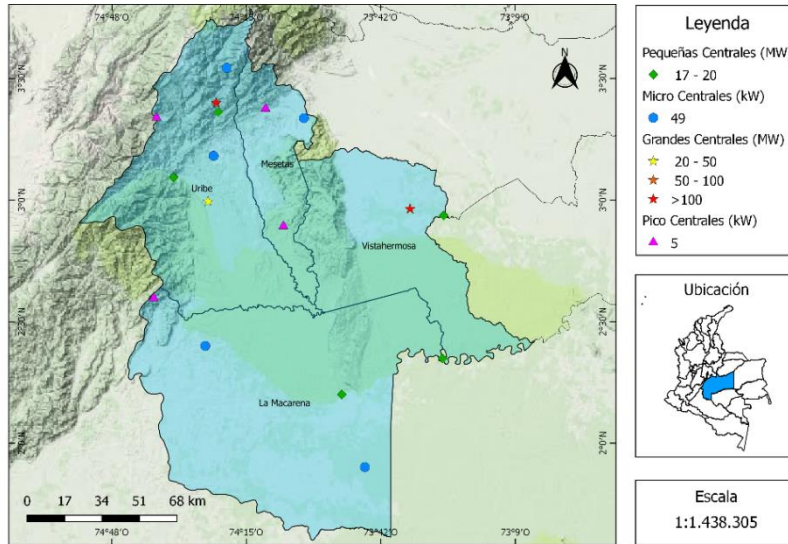 74°48'O 74°15'O 73°42'O 73°9'O
3°30'N 3°30'N
N
Mesetas
Uribe
3°0'N 3°0'N
Vistahermosa
2°30'N 2°30'N
La Macarena
2°0'N 2°0'N
0 17 34 51 68 km
74°48'O 74°15'O 73°42'O 73°9'O
Leyenda
Pequeñas Centrales (MW
17 - 20
Micro Centrales (kW)
49
Grandes Centrales (MW)
20 - 50
50 - 100
>100
Pico Centrales (kW)
5
Ubicación
Escala
1:1.438.305